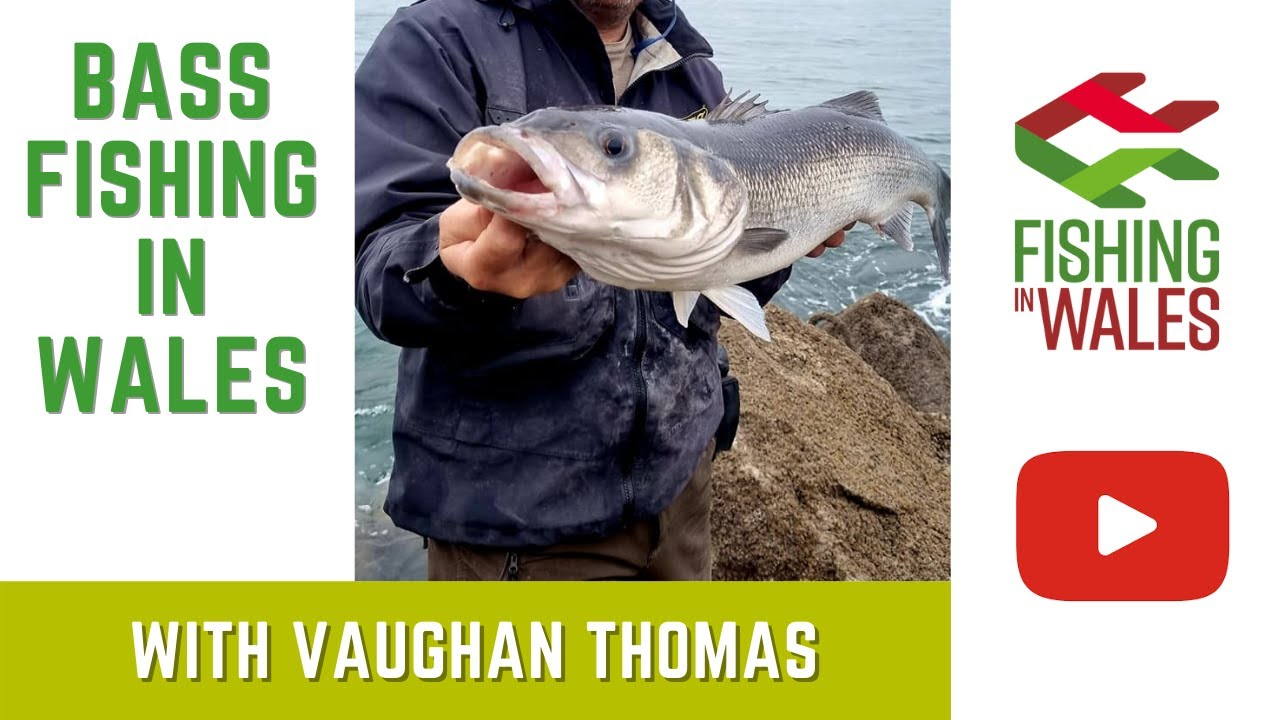 BASS
FISHING
IN
WALES
FISHING
IN WALES
WITH VAUGHAN THOMAS